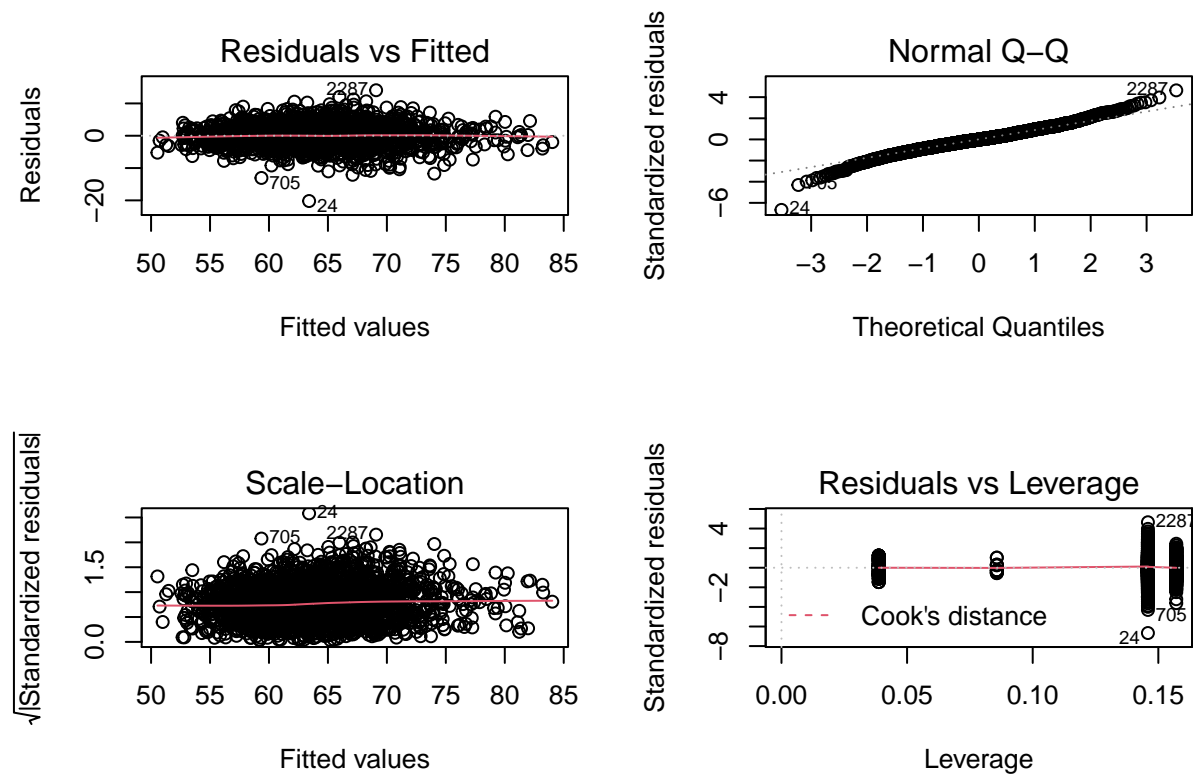 Residuals vs Fitted
Residuals
0
−20
2287
705
24
50 55 60 65 70 75 80 85
Fitted values
Normal Q−Q
Standardized residuals
4
0
−6
2287
24
−3 −2 −1 0 1 2 3
Theoretical Quantiles
Scale−Location
√|Standardized residuals|
1.5
0.0
24
705
2287
50 55 60 65 70 75 80 85
Fitted values
Residuals vs Leverage
Standardized residuals
4
−2
−8
2287
Cook's distance
705
24
0.00 0.05 0.10 0.15
Leverage